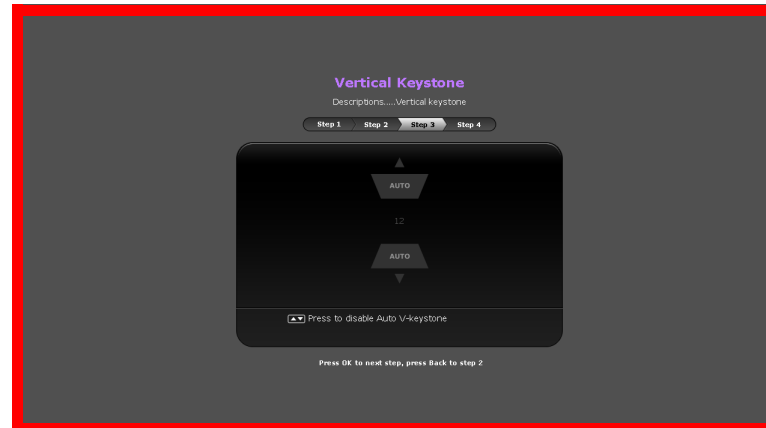 Vertical Keystone
Descriptions.....Vertical keystone
Step 1 Step 2 Step 3 Step 4
AUTO
12
AUTO
Press to disable Auto V-keystone
Press OK to next step, press Back to step 2